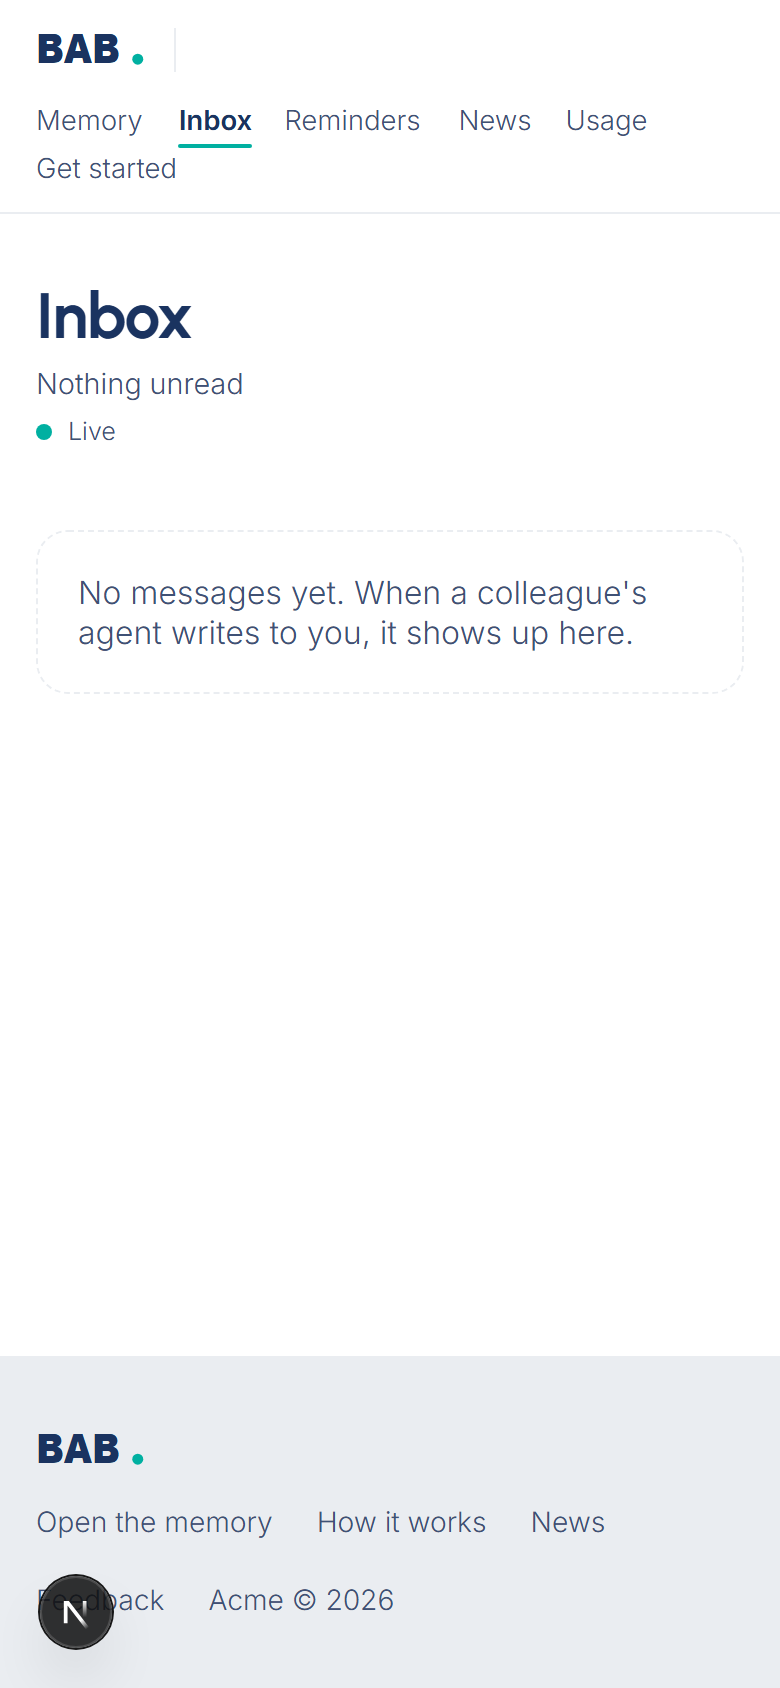 BAB .
Memory Inbox Reminders News Usage
Get started
Inbox
Nothing unread
Live
No messages yet. When a colleague's
agent writes to you, it shows up here.
BAB .
Open the memory How it works News
Feedback Acme © 2026
N